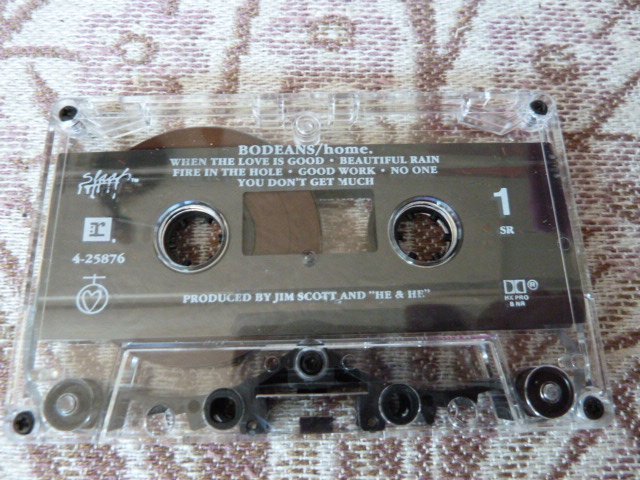 BODEANS/home.
WHEN THE LOVE IS GOOD • BEAUTIFUL RAIN
FIRE IN THE HOLE • GOOD WORK • NO ONE
YOU DON'T GET MUCH
slash
r.
4-25876
1
SR
PRODUCED BY JIM SCOTT AND "HE & HE"
HX PRO
B NR